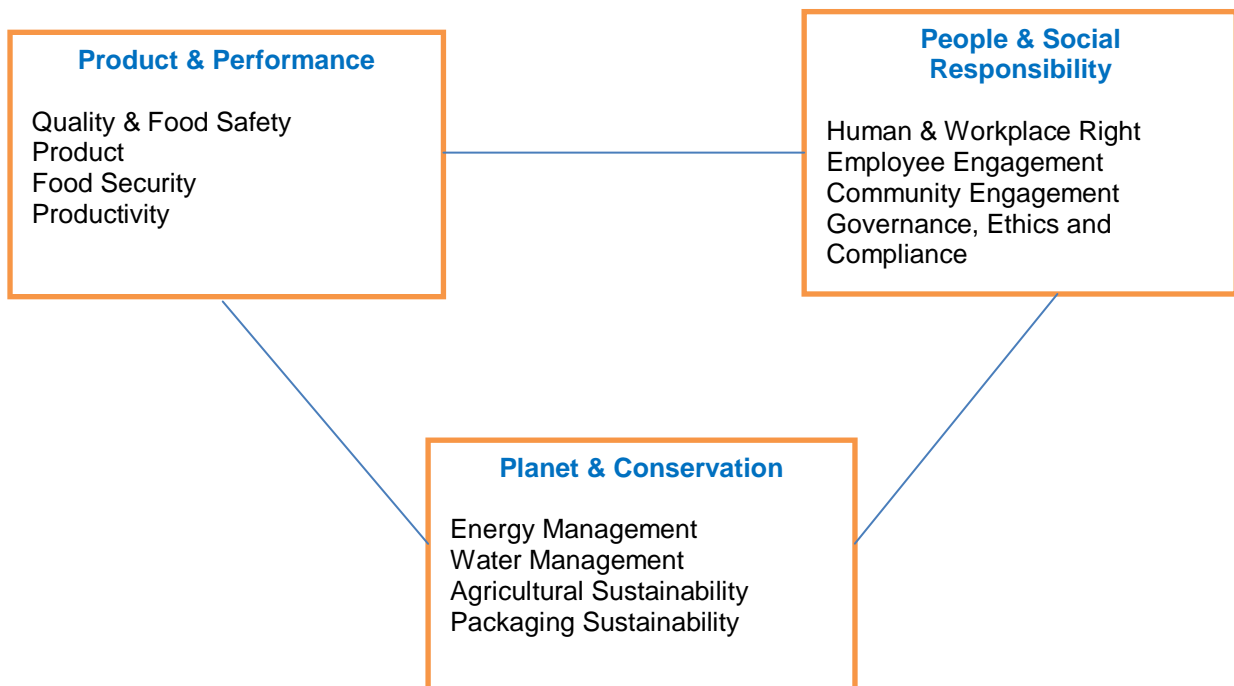 Product & Performance
Quality & Food Safety
Product
Food Security
Productivity
People & Social
Responsibility
Human & Workplace Right
Employee Engagement
Community Engagement
Governance, Ethics and
Compliance
Planet & Conservation
Energy Management
Water Management
Agricultural Sustainability
Packaging Sustainability